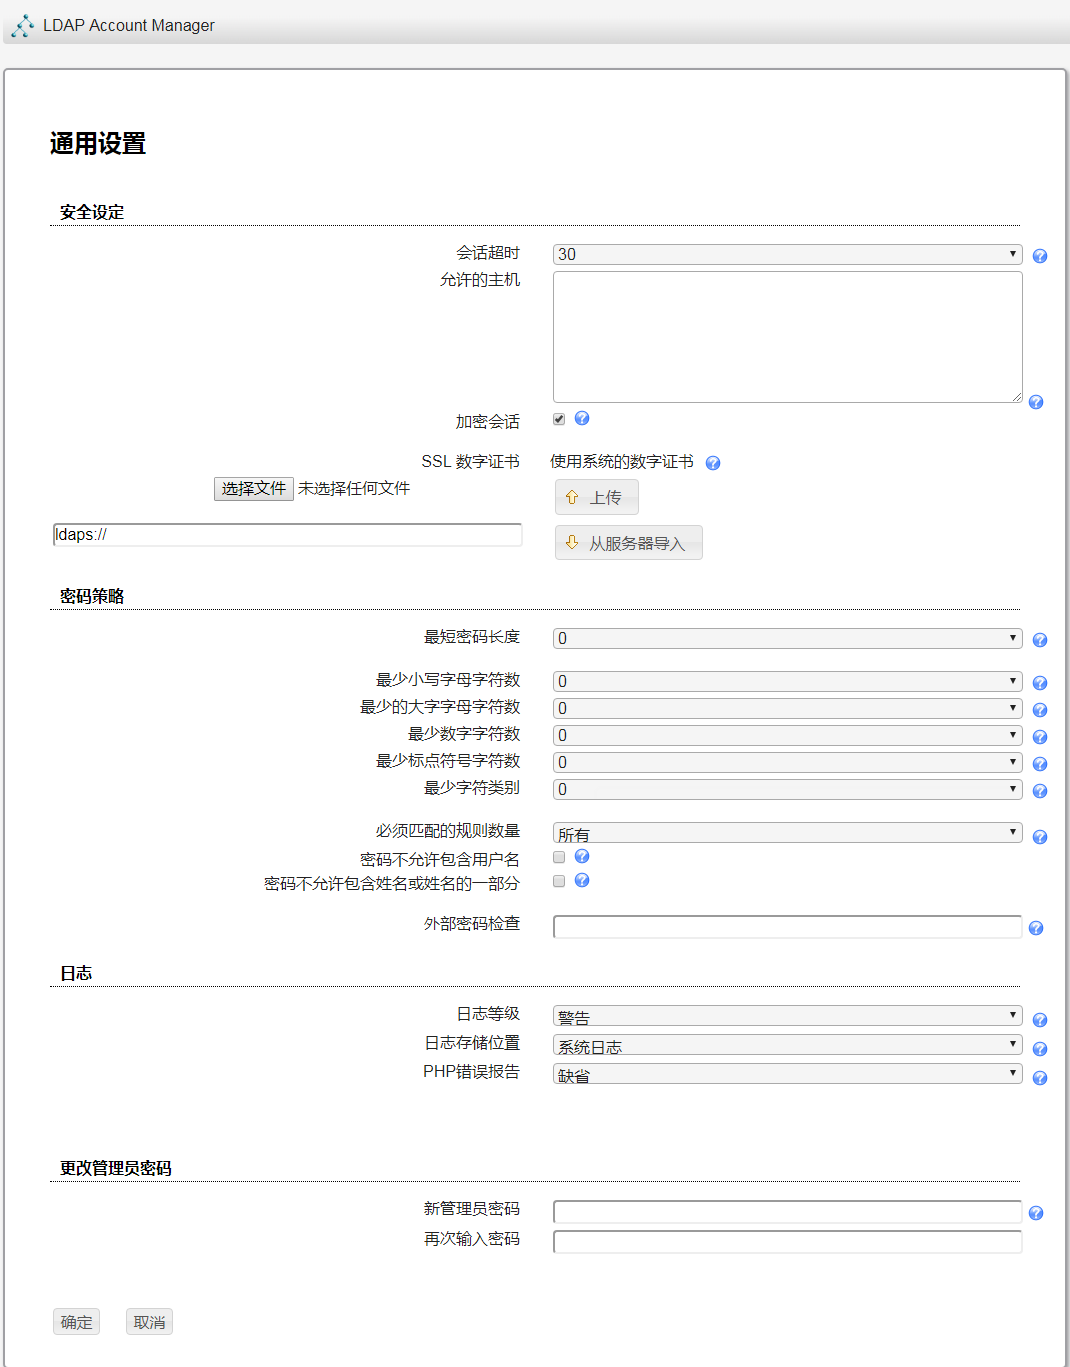 LDAP Account Manager
通用设置
安全设定
会话超时 30
允许的主机
加密会话
SSL 数字证书 使用系统的数字证书
选择文件 未选择任何文件 上传
ldaps:// 从服务器导入
密码策略
最短密码长度 0
最少小写字母字符数 0
最少的大字字母字符数 0
最少数字字符数 0
最少标点符号字符数 0
最少字符类别 0
必须匹配的规则数量 所有
密码不允许包含用户名
密码不允许包含姓名或姓名的一部分
外部密码检查
日志
日志等级 警告
日志存储位置 系统日志
PHP错误报告 缺省
更改管理员密码
新管理员密码
再次输入密码
确定 取消